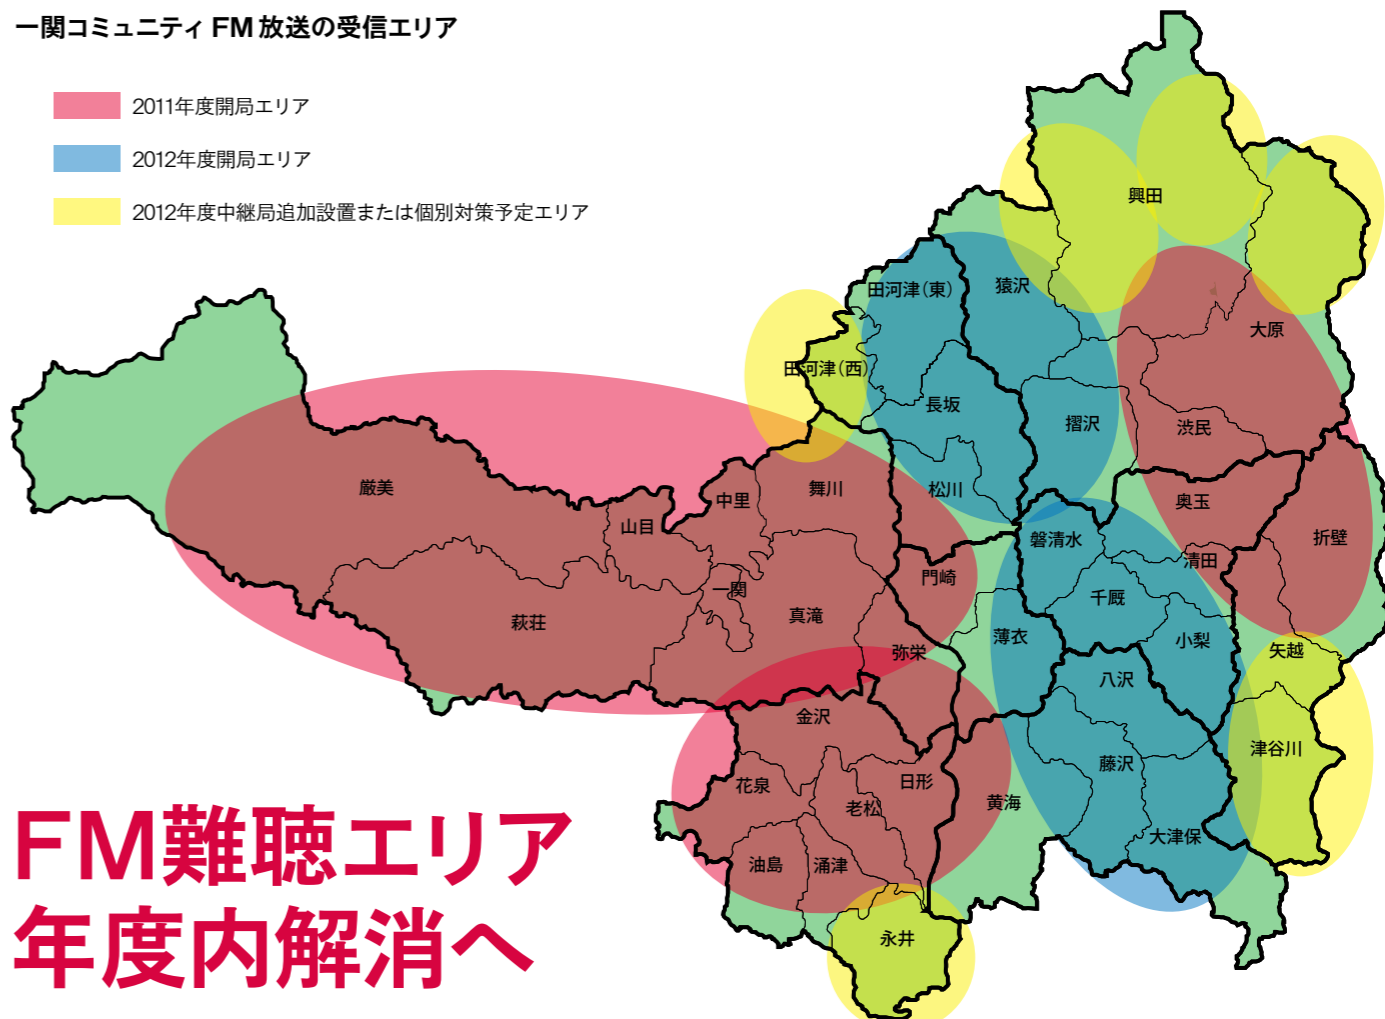 一関コミュニティFM放送の受信エリア
2011年度開局エリア
2012年度開局エリア
2012年度中継局追加設置または個別対策予定エリア
興田
田河津（東）
猿沢
大原
田河津（西）
長坂
摺沢
渋民
厳美
中里
舞川
松川
奥玉
山目
磐清水
折壁
清田
門崎
一関
千厩
萩荘
真滝
薄衣
小梨
弥栄
矢越
八沢
金沢
津谷川
花泉
日形
藤沢
老松
黄海
大津保
油島
涌津
永井
FM難聴エリア
年度内解消へ